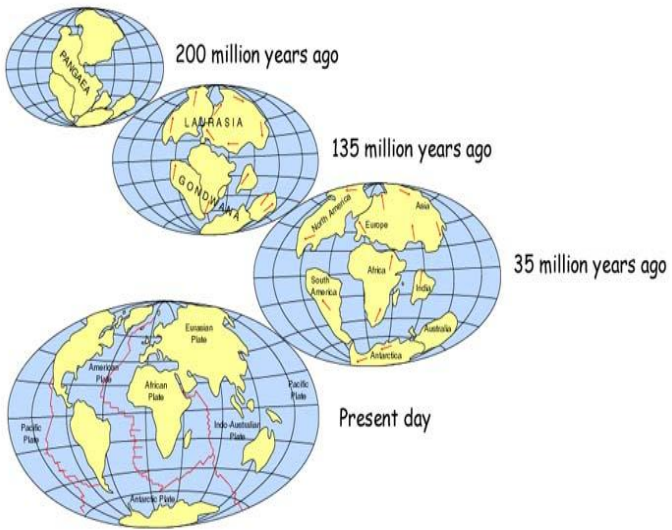 PANGAEA
200 million years ago
LAURASIA
GONDWANA
135 million years ago
North America
Europe
Asia
South
America
Africa
India
Australia
Antarctica
35 million years ago
Eurasian
Plate
American
Plate
African
Plate
Pacific
Plate
Pacific
Plate
Indo-Australian
Plate
Antarctic Plate
Present day